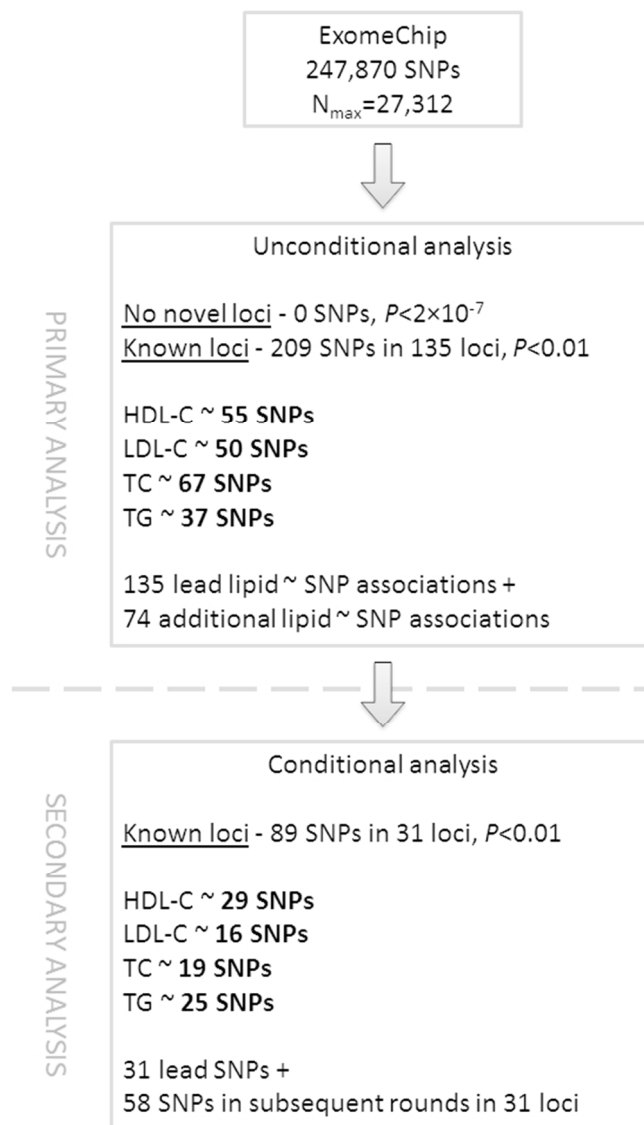 ExomeChip
247,870 SNPs
Nmax=27,312
PRIMARY ANALYSIS
Unconditional analysis
No novel loci - 0 SNPs, P<2×10-7
Known loci - 209 SNPs in 135 loci, P<0.01
HDL-C ~ 55 SNPs
LDL-C ~ 50 SNPs
TC ~ 67 SNPs
TG ~ 37 SNPs
135 lead lipid ~ SNP associations +
74 additional lipid ~ SNP associations
SECONDARY ANALYSIS
Conditional analysis
Known loci - 89 SNPs in 31 loci, P<0.01
HDL-C ~ 29 SNPs
LDL-C ~ 16 SNPs
TC ~ 19 SNPs
TG ~ 25 SNPs
31 lead SNPs +
58 SNPs in subsequent rounds in 31 loci